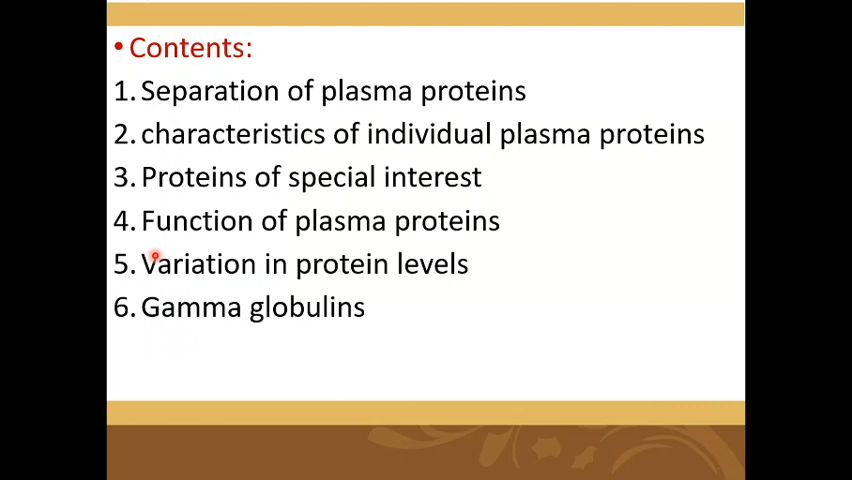 • Contents:
1. Separation of plasma proteins
2. characteristics of individual plasma proteins
3. Proteins of special interest
4. Function of plasma proteins
5. Variation in protein levels
6. Gamma globulins